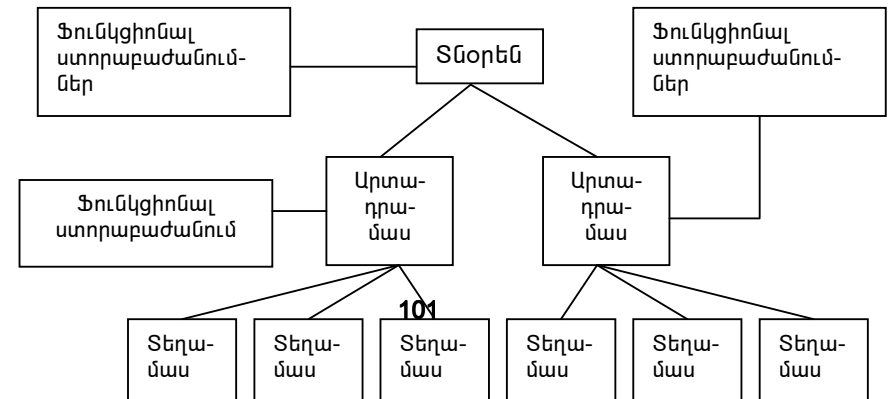 Ֆունկցիոնալ
ստորաբաժանում-
ներ
Տնօրեն
Ֆունկցիոնալ
ստորաբաժանում-
ներ
Ֆունկցիոնալ
ստորաբաժանում
Արտա-
դրա-
մաս
Արտա-
դրա-
մաս
101
Տեղա-
մաս
Տեղա-
մաս
Տեղա-
մաս
Տեղա-
մաս
Տեղա-
մաս
Տեղա-
մաս